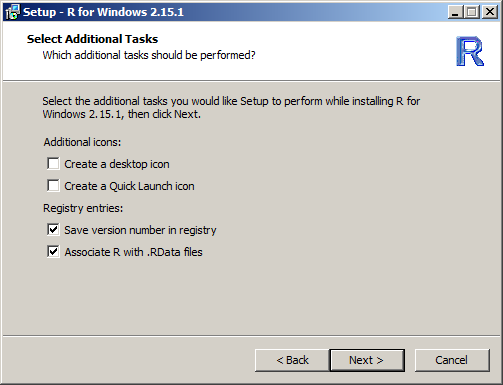 Setup - R for Windows 2.15.1
Select Additional Tasks
Which additional tasks should be performed?
R
Select the additional tasks you would like Setup to perform while installing R for
Windows 2.15.1, then click Next.
Additional icons:
Create a desktop icon
Create a Quick Launch icon
Registry entries:
Save version number in registry
Associate R with .RData files
< Back
Next >
Cancel